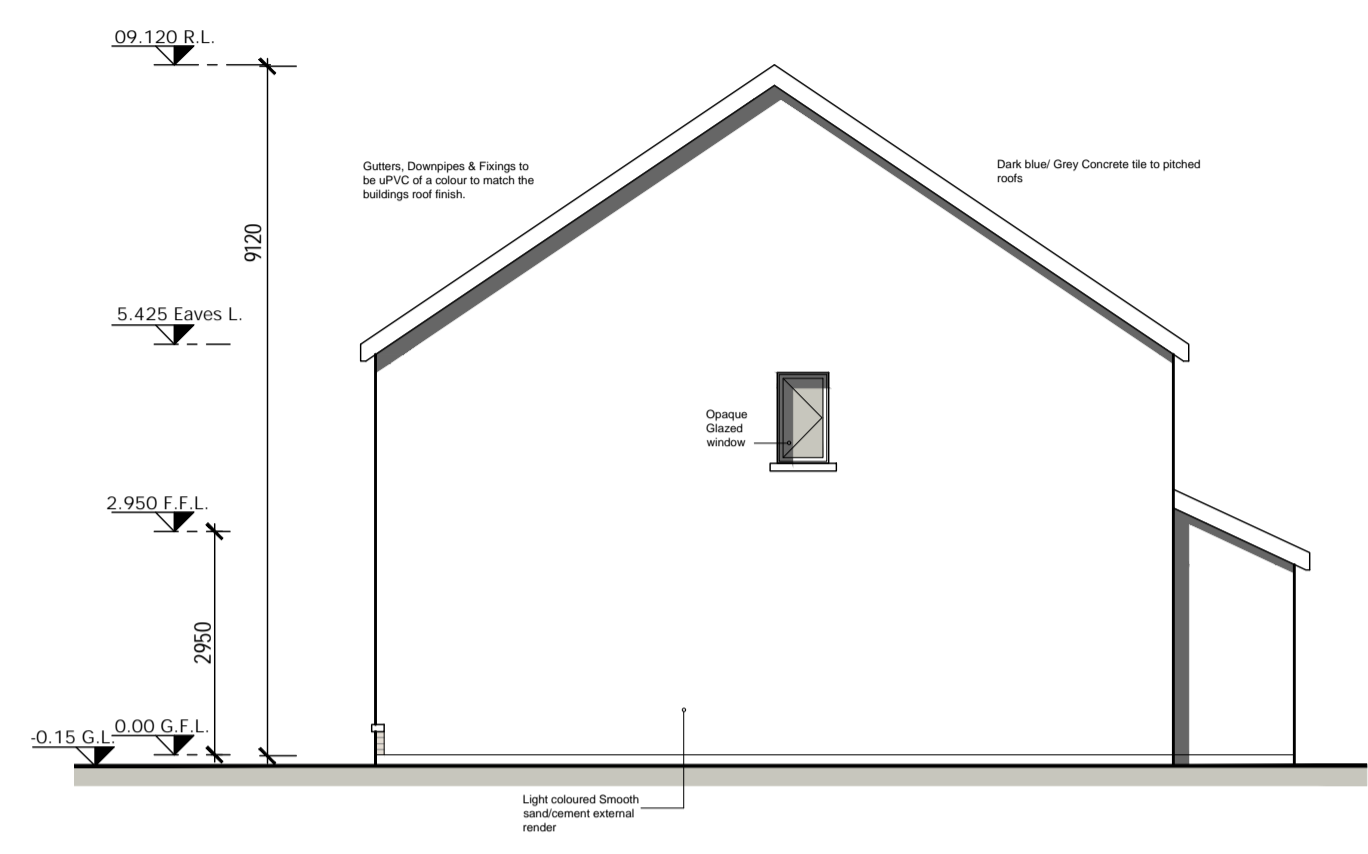 09.120 R.L.
Gutters, Downpipes & Fixings to
be uPVC of a colour to match the
buildings roof finish.
Dark blue/ Grey Concrete tile to pitched
roofs
9120
5.425 Eaves L.
Opaque
Glazed
window
2.950 F.F.L.
2950
0.00 G.F.L.
-0.15 G.L.
Light coloured Smooth
sand/cement external
render